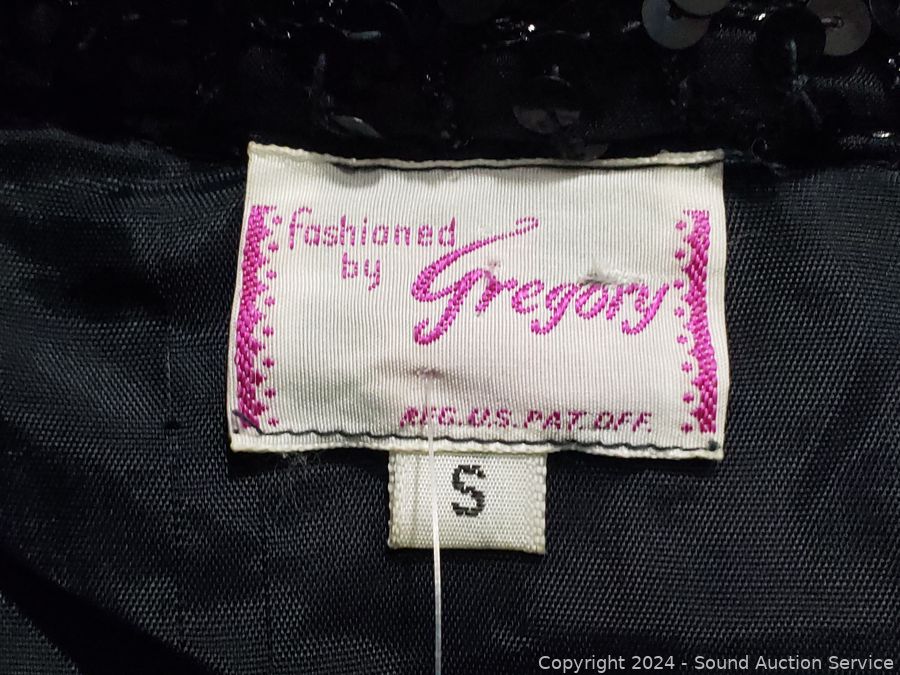 fashioned
by
Gregory
REG.U.S.PAT.OFF.
S
Copyright 2024 - Sound Auction Service